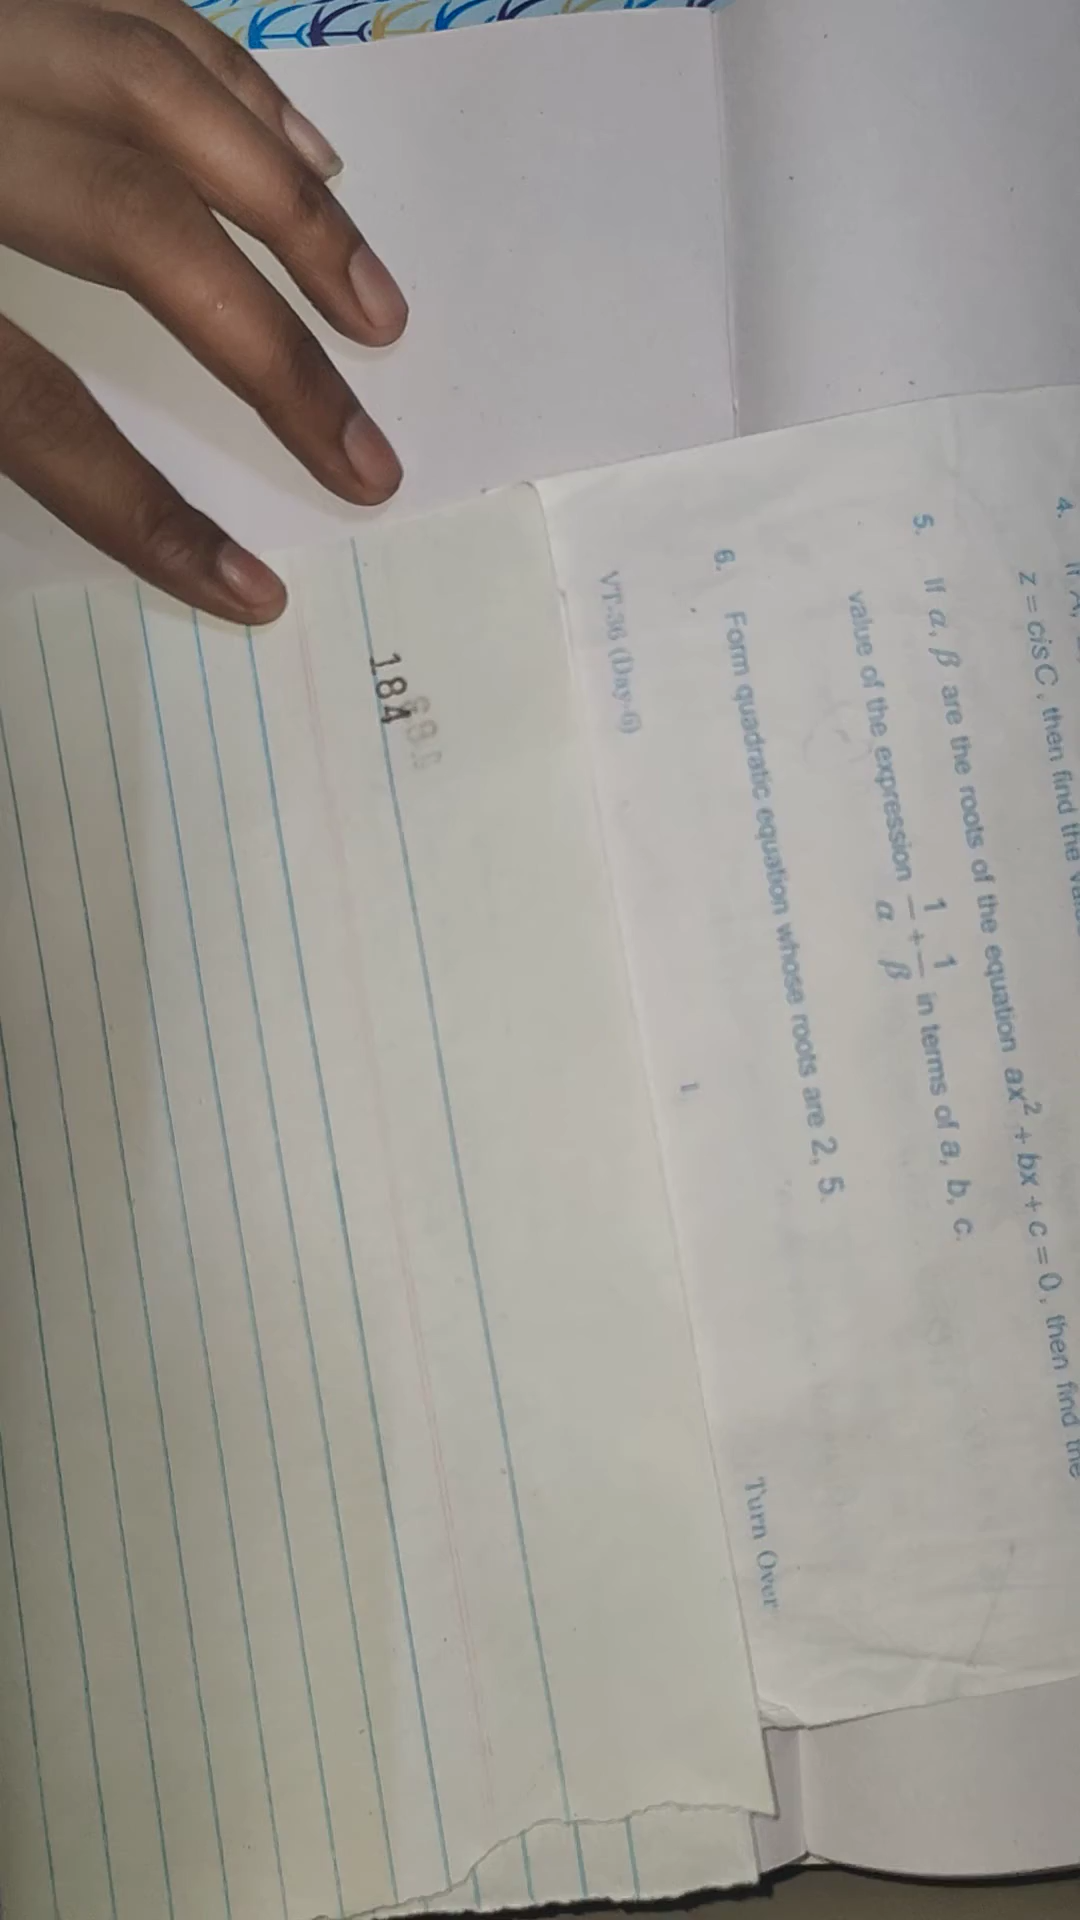 4. If A,
z = cis C, then find the
5. If α, β are the roots of the equation ax² + bx + c = 0, then find the
value of the expression 1/α + 1/β in terms of a, b, c.
6. Form quadratic equation whose roots are 2, 5.
VT-36 (Day-6) 1 Turn Over
184